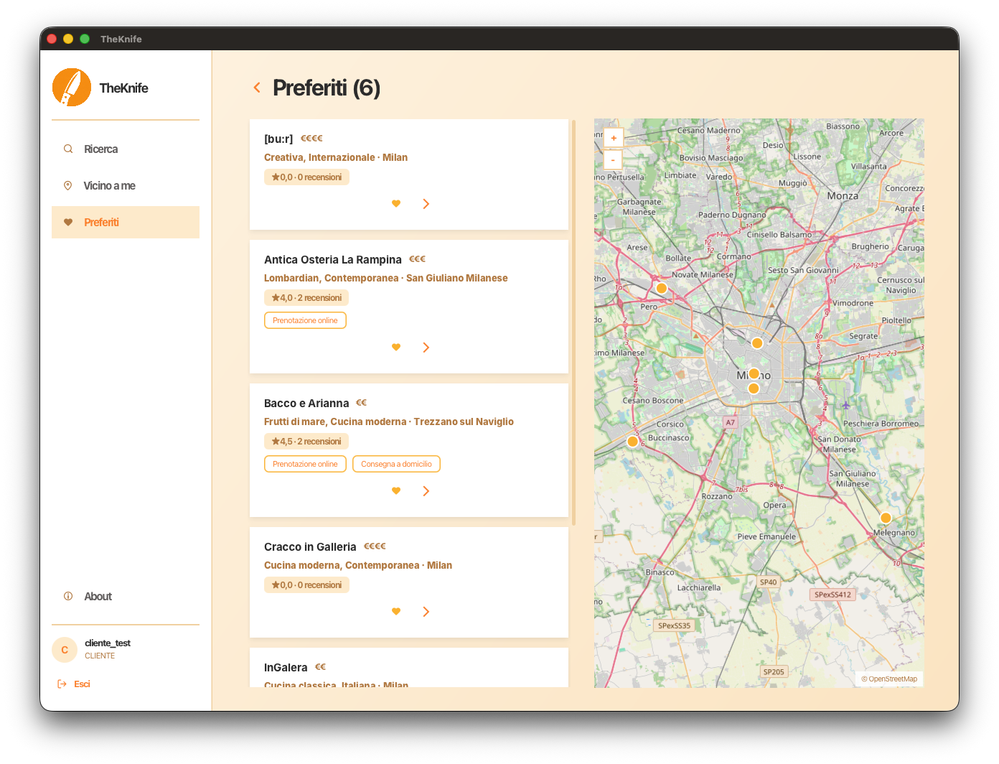 TheKnife
TheKnife
Ricerca
Vicino a me
Preferiti
About
C
cliente_test
CLIENTE
Esci
Preferiti (6)
[bu:r] €€€€
Creativa, Internazionale · Milan
★0,0 · 0 recensioni
Antica Osteria La Rampina €€€
Lombardian, Contemporanea · San Giuliano Milanese
★4,0 · 2 recensioni
Prenotazione online
Bacco e Arianna €€
Frutti di mare, Cucina moderna · Trezzano sul Naviglio
★4,5 · 2 recensioni
Prenotazione online Consegna a domicilio
Cracco in Galleria €€€€
Cucina moderna, Contemporanea · Milan
★0,0 · 0 recensioni
InGalera €€
Cucina classica, Italiana · Milan
+
-
Cesano Maderno
Biassono
Arcore
Desio
Bovisio Masciago
Lissone
Villasanta
no Pertusella
Limbiate
Varedo
Muggiò
Concorezz
Monza
Garbagnate
Milanese
Agrate B
Paderno Dugnano
Cinisello Balsamo
Arese
Bollate
Cormano
Brugherio
Caruga
Rho
Novate Milanese
Sesto San Giovanni
Cernusco sul
Naviglio
Pero
Vimodrone
Pioltello
Segrate
timo Milanese
Cesano Boscone
A7
Corsico
Peschiera Borromeo
Buccinasco
San Donato
Milanese
San Giuliano
Milanese
7bis
Rozzano
Opera
Pieve Emanuele
Melegnano
Binasco
SP40
Lacchiarella
SPexSS412
SPexSS35
SP205
© OpenStreetMap